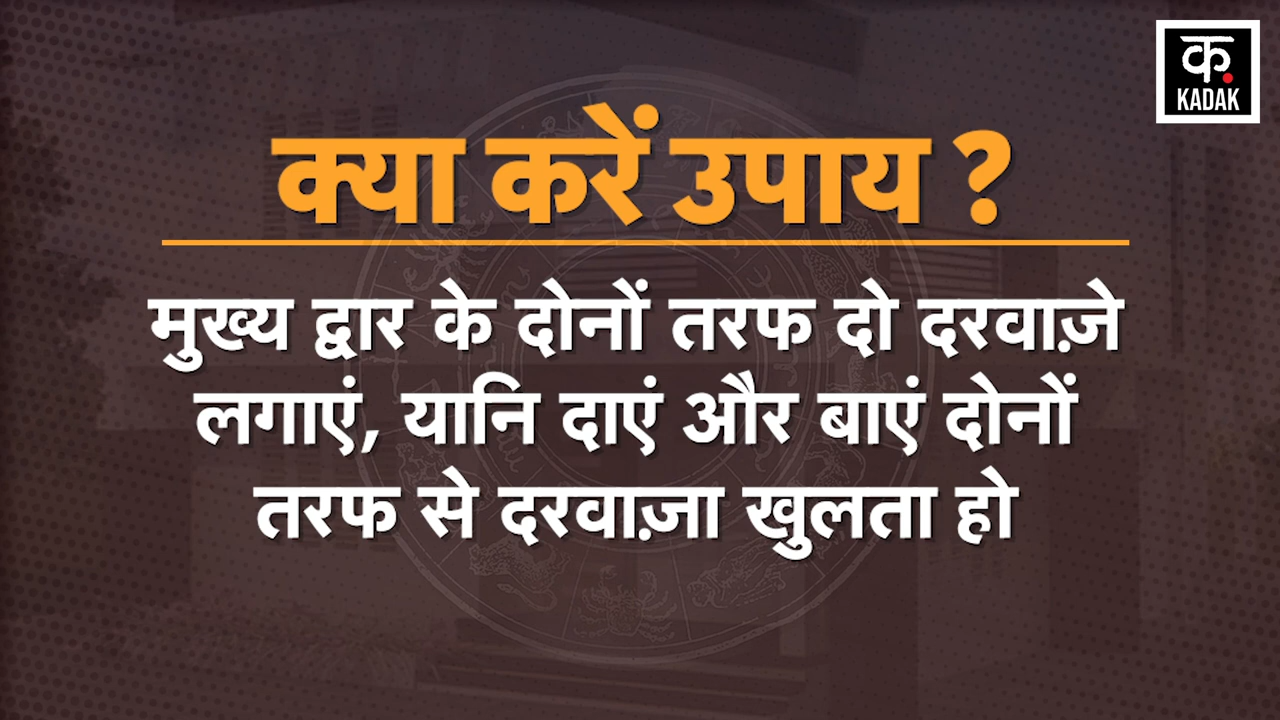 क.
KADAK
क्या करें उपाय ?
मुख्य द्वार के दोनों तरफ दो दरवाज़े
लगाएं, यानि दाएं और बाएं दोनों
तरफ से दरवाज़ा खुलता हो